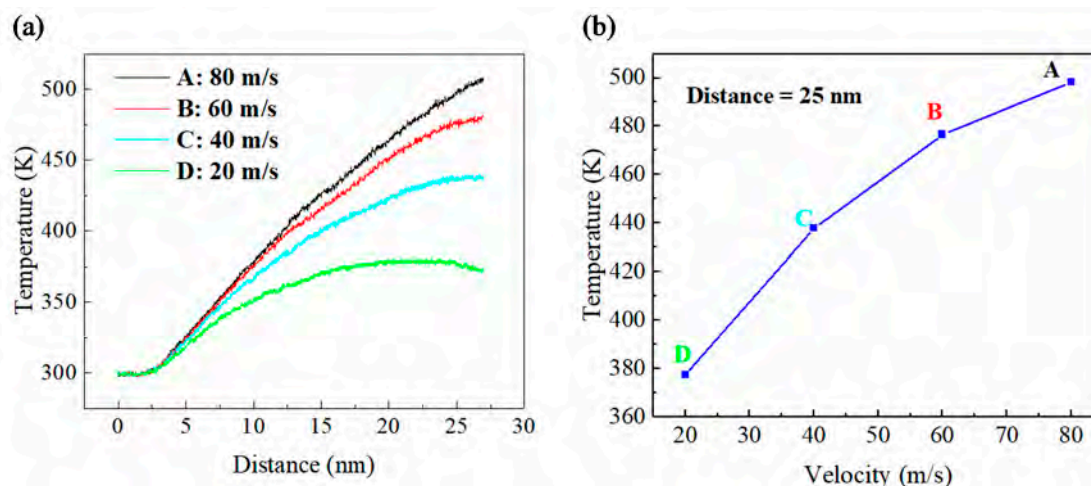 (a)
A: 80 m/s
B: 60 m/s
C: 40 m/s
D: 20 m/s
Temperature (K)
500
450
400
350
300
0 5 10 15 20 25 30
Distance (nm)
(b)
Distance = 25 nm
A
B
C
D
Temperature (K)
500
480
460
440
420
400
380
360
20 30 40 50 60 70 80
Velocity (m/s)